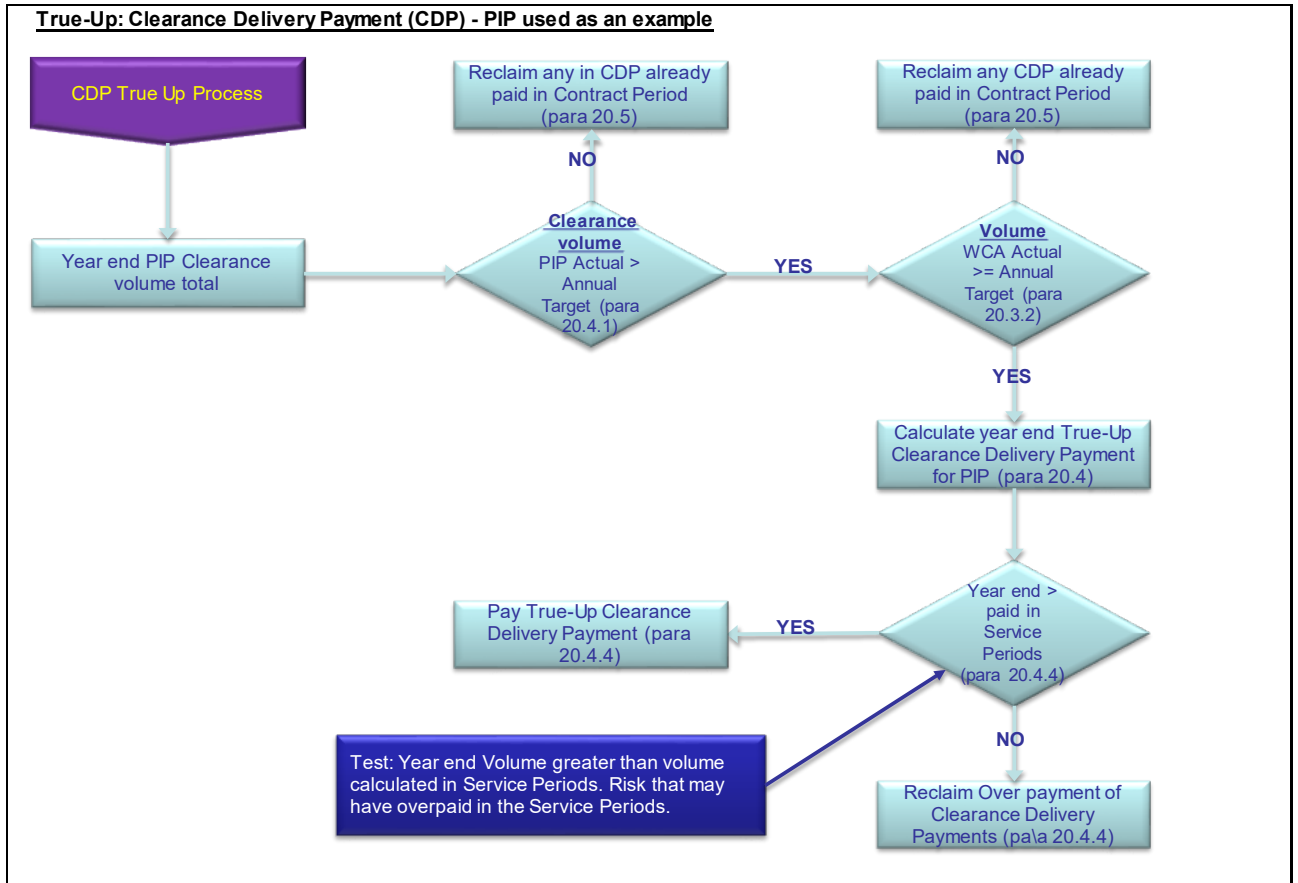 True-Up: Clearance Delivery Payment (CDP) - PIP used as an example
CDP True Up Process
Reclaim any in CDP already
paid in Contract Period
(para 20.5)
Reclaim any CDP already
paid in Contract Period
(para 20.5)
NO
NO
Year end PIP Clearance
volume total
Clearance
volume
PIP Actual >
Annual
Target (para
20.4.1)
YES
Volume
WCA Actual
>= Annual
Target (para
20.3.2)
YES
Calculate year end True-Up
Clearance Delivery Payment
for PIP (para 20.4)
Year end >
paid in
Service
Periods
(para 20.4.4)
YES
Pay True-Up Clearance
Delivery Payment (para
20.4.4)
NO
Test: Year end Volume greater than volume
calculated in Service Periods. Risk that may
have overpaid in the Service Periods.
Reclaim Over payment of
Clearance Delivery
Payments (pa\a 20.4.4)